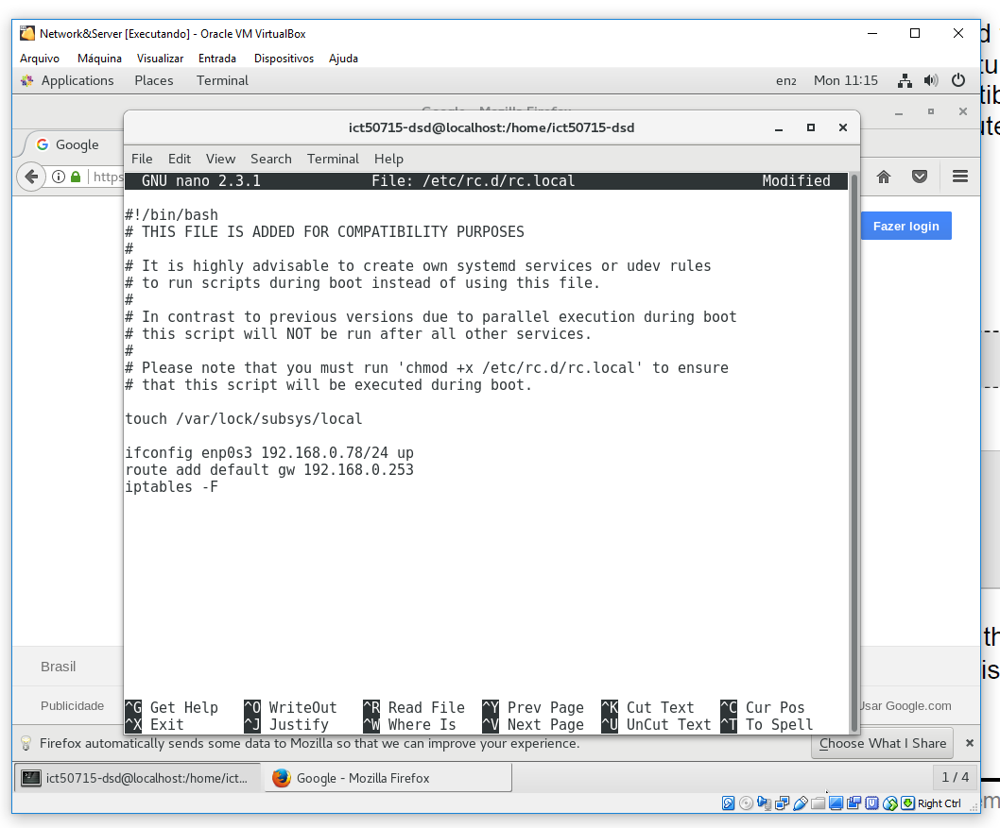 Network&Server [Executando] - Oracle VM VirtualBox
Arquivo Máquina Visualizar Entrada Dispositivos Ajuda
Applications Places Terminal en2 Mon 11:15
Google - Mozilla Firefox
ict50715-dsd@localhost:/home/ict50715-dsd
Google
File Edit View Search Terminal Help
https
GNU nano 2.3.1 File: /etc/rc.d/rc.local Modified
#!/bin/bash
# THIS FILE IS ADDED FOR COMPATIBILITY PURPOSES
#
# It is highly advisable to create own systemd services or udev rules
# to run scripts during boot instead of using this file.
#
# In contrast to previous versions due to parallel execution during boot
# this script will NOT be run after all other services.
#
# Please note that you must run 'chmod +x /etc/rc.d/rc.local' to ensure
# that this script will be executed during boot.
touch /var/lock/subsys/local
ifconfig enp0s3 192.168.0.78/24 up
route add default gw 192.168.0.253
iptables -F
^G Get Help ^O WriteOut ^R Read File ^Y Prev Page ^K Cut Text ^C Cur Pos
^X Exit ^J Justify ^W Where Is ^V Next Page ^U UnCut Text ^T To Spell
Fazer login
Brasil
Publicidade Usar Google.com
Firefox automatically sends some data to Mozilla so that we can improve your experience. Choose What I Share
ict50715-dsd@localhost:/home/ict... Google - Mozilla Firefox 1 / 4
Right Ctrl